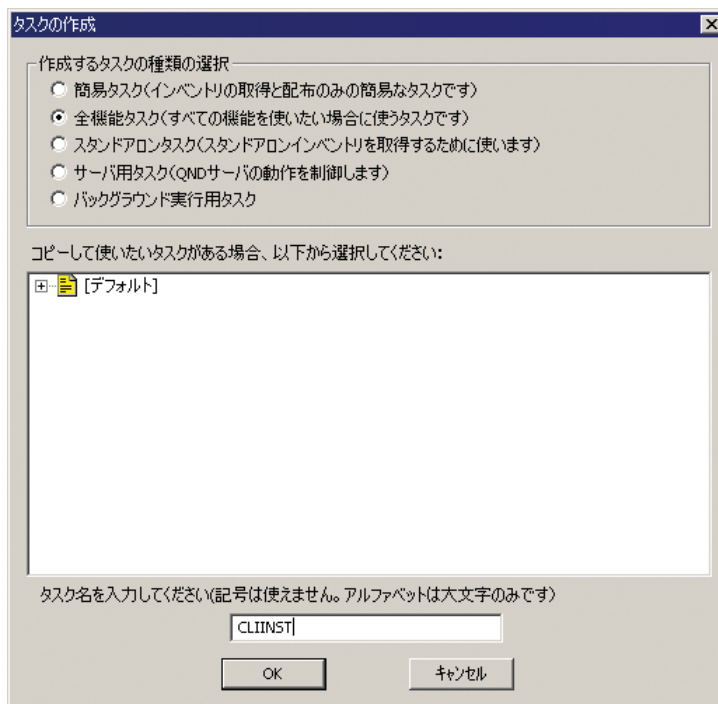 タスクの作成
作成するタスクの種類の選択
簡易タスク(インベントリの取得と配布のみの簡易なタスクです)
全機能タスク(すべての機能を使いたい場合に使うタスクです)
スタンドアロンタスク(スタンドアロンインベントリを取得するために使います)
サーバ用タスク(QNDサーバの動作を制御します)
バックグラウンド実行用タスク
コピーして使いたいタスクがある場合、以下から選択してください:
[デフォルト]
タスク名を入力してください(記号は使えません。アルファベットは大文字のみです)
CLIINST
OK キャンセル